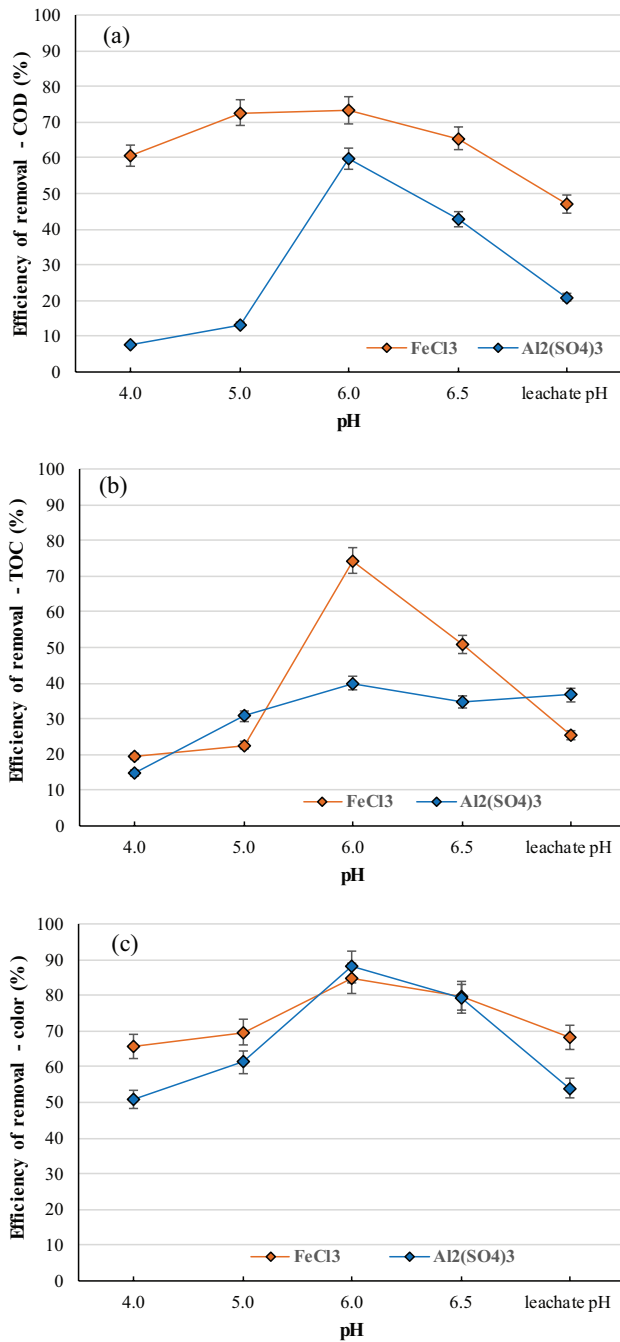 (a)
Efficiency of removal - COD (%)
100
90
80
70
60
50
40
30
20
10
0
FeCl3
Al2(SO4)3
4.0 5.0 6.0 6.5 leachate pH
pH
(b)
Efficiency of removal - TOC (%)
100
90
80
70
60
50
40
30
20
10
0
FeCl3
Al2(SO4)3
4.0 5.0 6.0 6.5 leachate pH
pH
(c)
Efficiency of removal - color (%)
100
90
80
70
60
50
40
30
20
10
0
FeCl3
Al2(SO4)3
4.0 5.0 6.0 6.5 leachate pH
pH